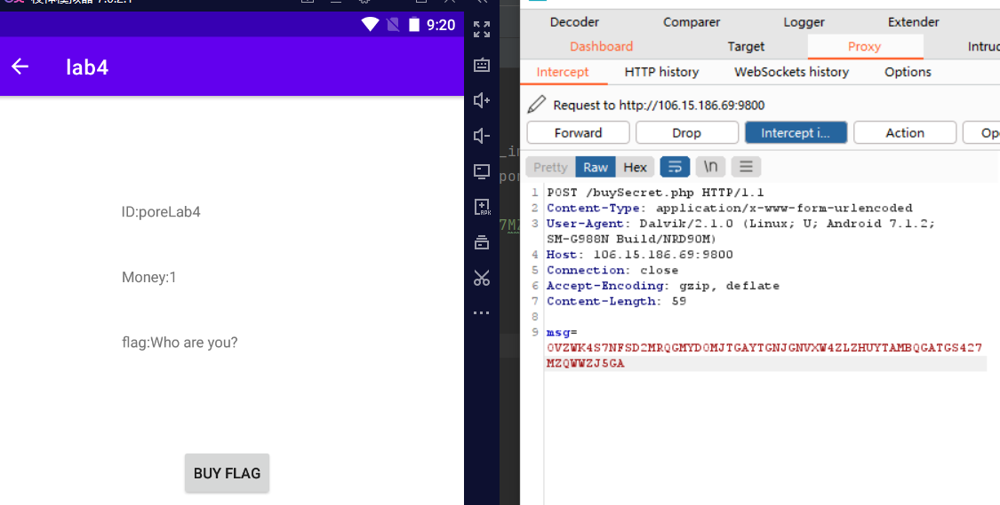 9:20
lab4
ID:poreLab4
Money:1
flag:Who are you?
BUY FLAG
Decoder Comparer Logger Extender
Dashboard Target Proxy
Intercept HTTP history WebSockets history Options
Request to http://106.15.186.69:9800
Forward Drop Intercept i... Action
Pretty Raw Hex \n
1 POST /buySecret.php HTTP/1.1
2 Content-Type: application/x-www-form-urlencoded
3 User-Agent: Dalvik/2.1.0 (Linux; U; Android 7.1.2;
SM-G988N Build/NRD90M)
4 Host: 106.15.186.69:9800
5 Connection: close
6 Accept-Encoding: gzip, deflate
7 Content-Length: 59
8
9 msg=
OVZWK4S7NFSD2MRQGMYDOMJTGAYTGNJGNVXW4ZLZHUYTAMBQGATGS427
MZQWWZJ5GA